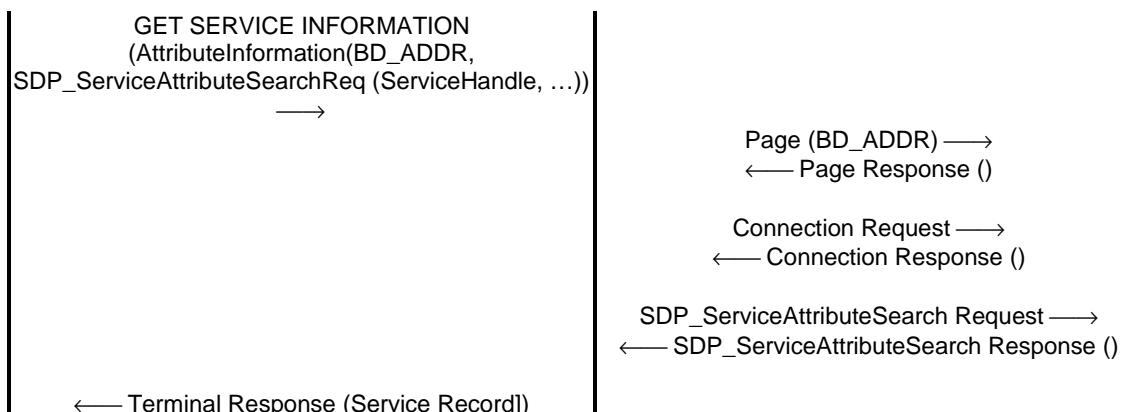 GET SERVICE INFORMATION
(AttributeInformation(BD_ADDR,
SDP_ServiceAttributeSearchReq (ServiceHandle, …))
⟶
Page (BD_ADDR) ⟶
⟵ Page Response ()
Connection Request ⟶
⟵ Connection Response ()
SDP_ServiceAttributeSearch Request ⟶
⟵ SDP_ServiceAttributeSearch Response ()
⟵ Terminal Response (Service Record])